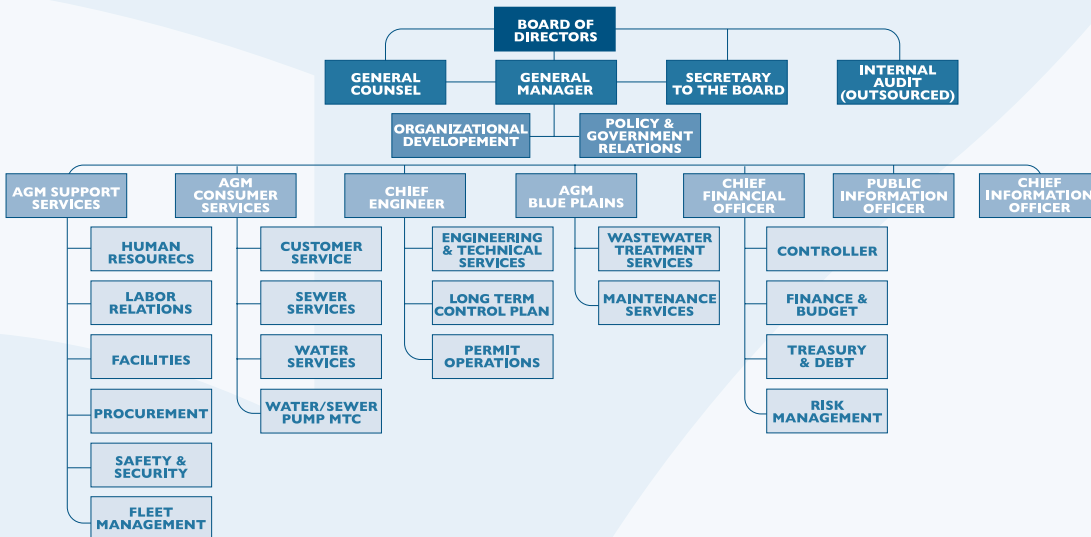 BOARD OF
DIRECTORS
GENERAL
COUNSEL
GENERAL
MANAGER
SECRETARY
TO THE BOARD
INTERNAL
AUDIT
(OUTSOURCED)
ORGANIZATIONAL
DEVELOPEMENT
POLICY &
GOVERNMENT
RELATIONS
AGM SUPPORT
SERVICES
AGM
CONSUMER
SERVICES
CHIEF
ENGINEER
AGM
BLUE PLAINS
CHIEF
FINANCIAL
OFFICER
PUBLIC
INFORMATION
OFFICER
CHIEF
INFORMATION
OFFICER
HUMAN
RESOURECS
LABOR
RELATIONS
FACILITIES
PROCUREMENT
SAFETY &
SECURITY
FLEET
MANAGEMENT
CUSTOMER
SERVICE
SEWER
SERVICES
WATER
SERVICES
WATER/SEWER
PUMP MTC
ENGINEERING
& TECHNICAL
SERVICES
LONG TERM
CONTROL PLAN
PERMIT
OPERATIONS
WASTEWATER
TREATMENT
SERVICES
MAINTENANCE
SERVICES
CONTROLLER
FINANCE &
BUDGET
TREASURY
& DEBT
RISK
MANAGEMENT